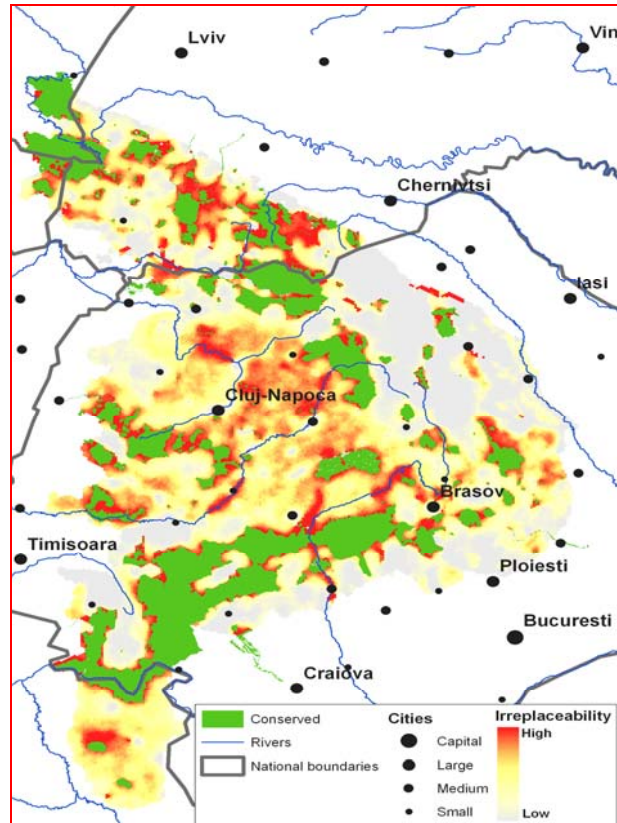 Lviv
Vin
Chernivtsi
Iasi
Cluj-Napoca
Brasov
Timisoara
Ploiesti
Bucuresti
Craiova
Conserved
Rivers
National boundaries
Cities
Capital
Large
Medium
Small
Irreplaceability
High
Low